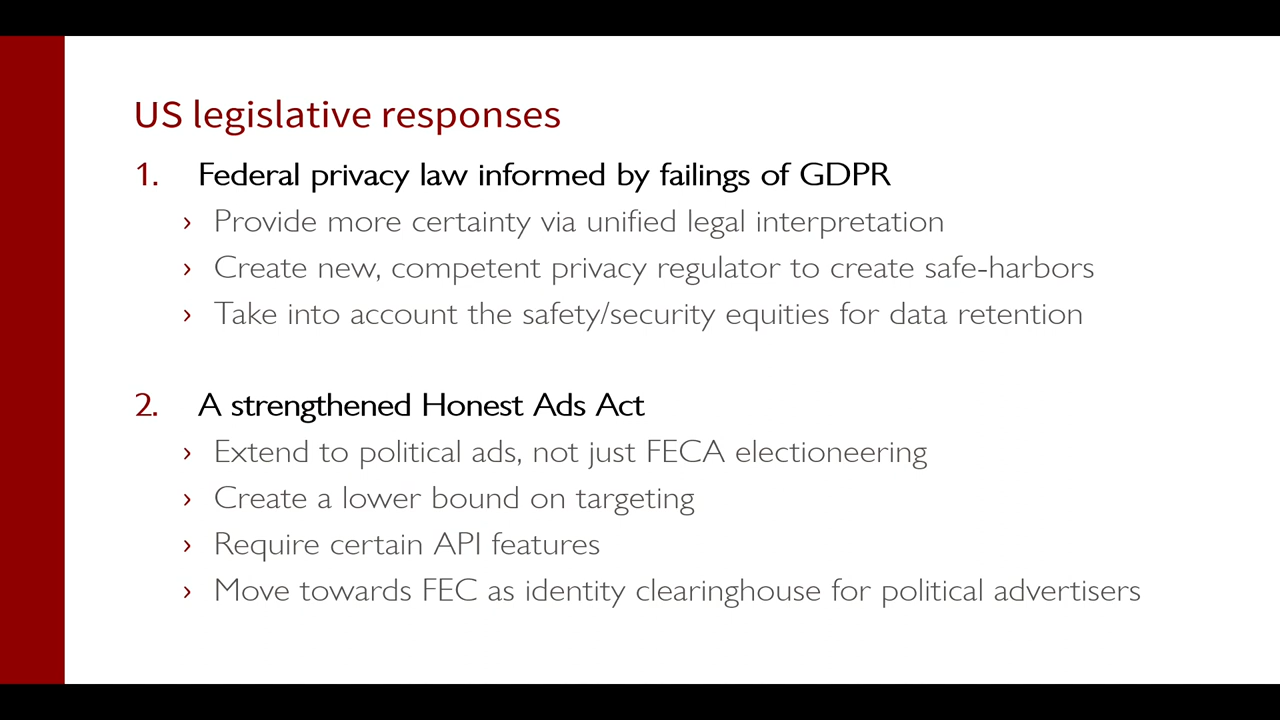 US legislative responses
1. Federal privacy law informed by failings of GDPR
› Provide more certainty via unified legal interpretation
› Create new, competent privacy regulator to create safe-harbors
› Take into account the safety/security equities for data retention
2. A strengthened Honest Ads Act
› Extend to political ads, not just FECA electioneering
› Create a lower bound on targeting
› Require certain API features
› Move towards FEC as identity clearinghouse for political advertisers